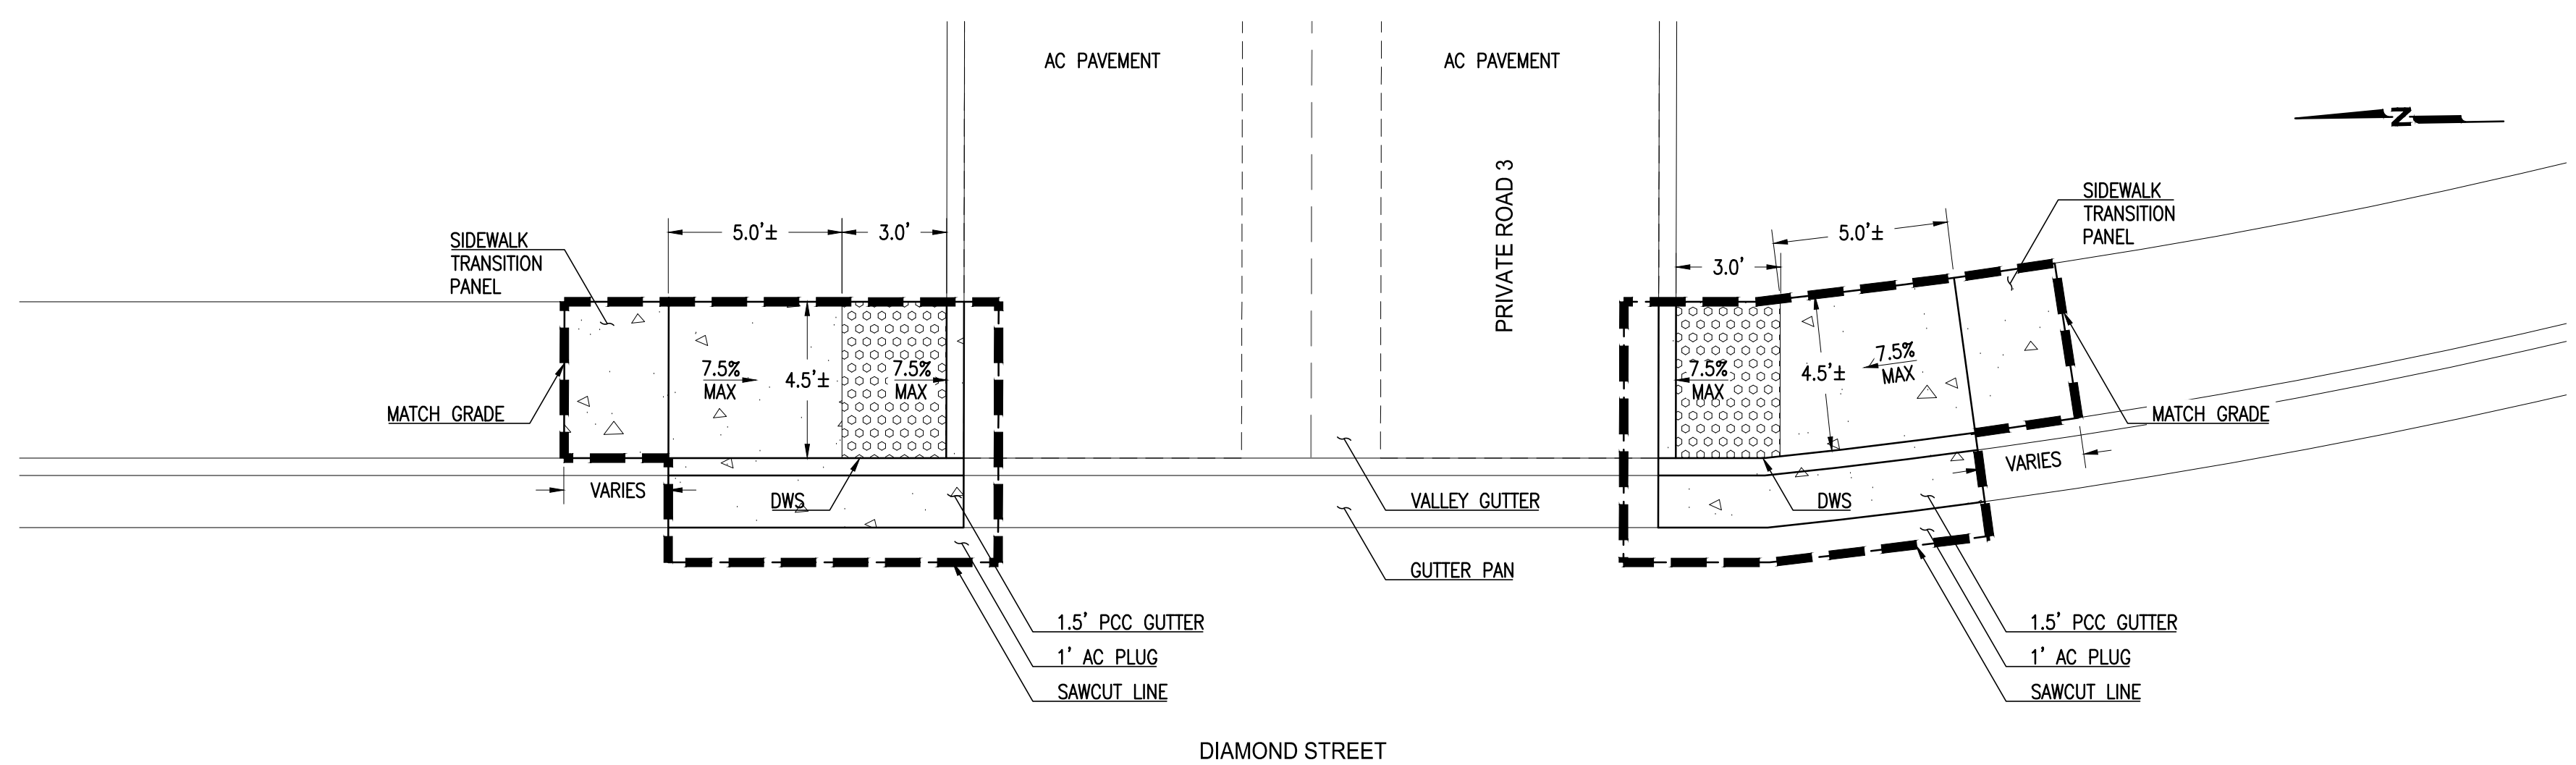 AC PAVEMENT
AC PAVEMENT
N
PRIVATE ROAD 3
SIDEWALK
TRANSITION
PANEL
5.0'±
3.0'
SIDEWALK
TRANSITION
PANEL
5.0'±
3.0'
7.5%
MAX
4.5'±
7.5%
MAX
7.5%
MAX
4.5'±
7.5%
MAX
MATCH GRADE
MATCH GRADE
VARIES
DWS
VALLEY GUTTER
DWS
VARIES
GUTTER PAN
1.5' PCC GUTTER
1' AC PLUG
SAWCUT LINE
1.5' PCC GUTTER
1' AC PLUG
SAWCUT LINE
DIAMOND STREET